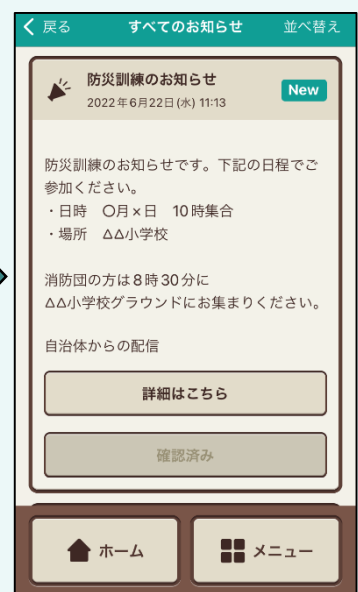 戻る すべてのお知らせ 並べ替え
防災訓練のお知らせ
2022年6月22日(水) 11:13
New
防災訓練のお知らせです。下記の日程でご
参加ください。
・日時 〇月×日 10時集合
・場所 △△小学校
消防団の方は8時30分に
△△小学校グラウンドにお集まりください。
自治体からの配信
詳細はこちら
確認済み
ホーム メニュー